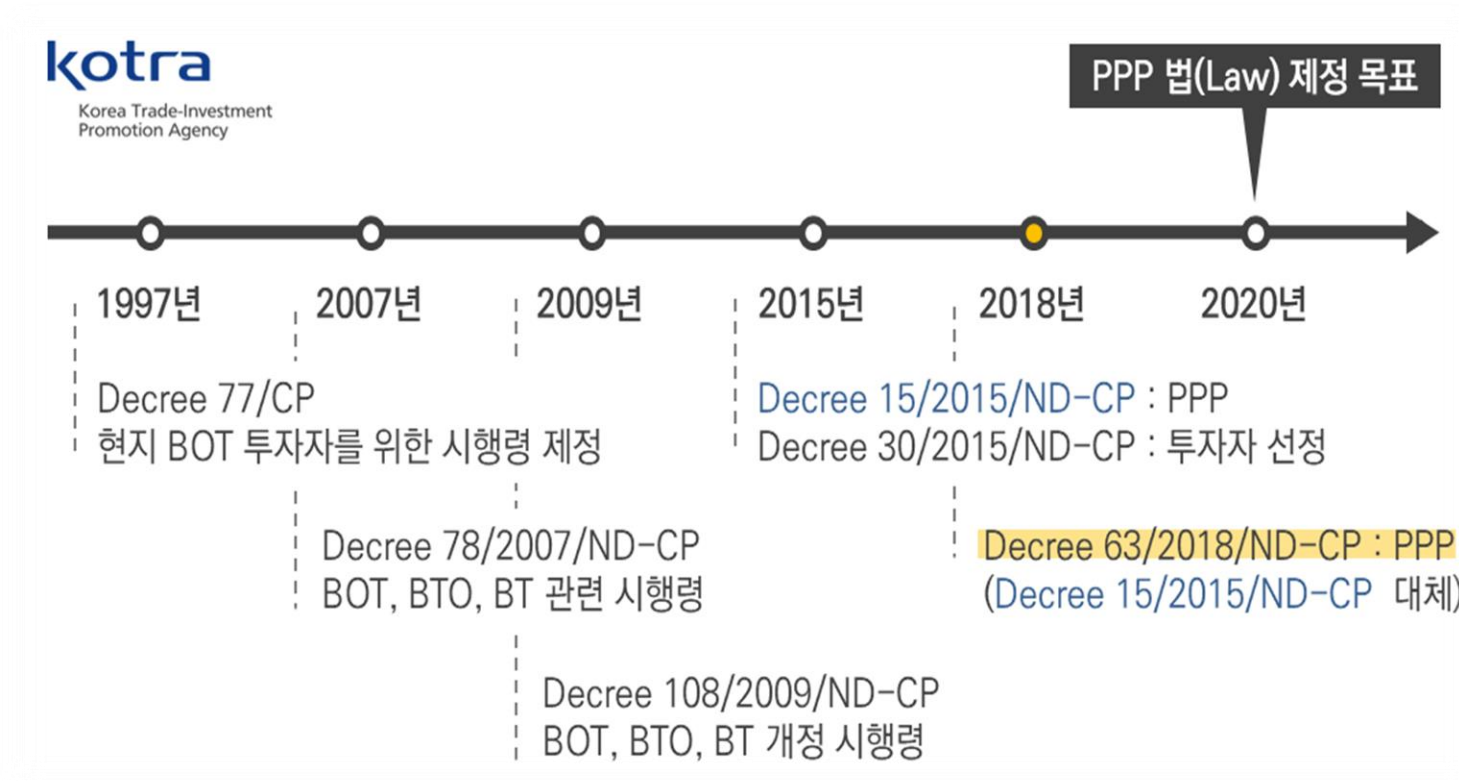 kotra
Korea Trade-Investment
Promotion Agency
PPP 법(Law) 제정 목표
1997년
2007년
2009년
2015년
2018년
2020년
Decree 77/CP
현지 BOT 투자자를 위한 시행령 제정
Decree 15/2015/ND-CP : PPP
Decree 30/2015/ND-CP : 투자자 선정
Decree 78/2007/ND-CP
BOT, BTO, BT 관련 시행령
Decree 63/2018/ND-CP : PPP
(Decree 15/2015/ND-CP 대체)
Decree 108/2009/ND-CP
BOT, BTO, BT 개정 시행령